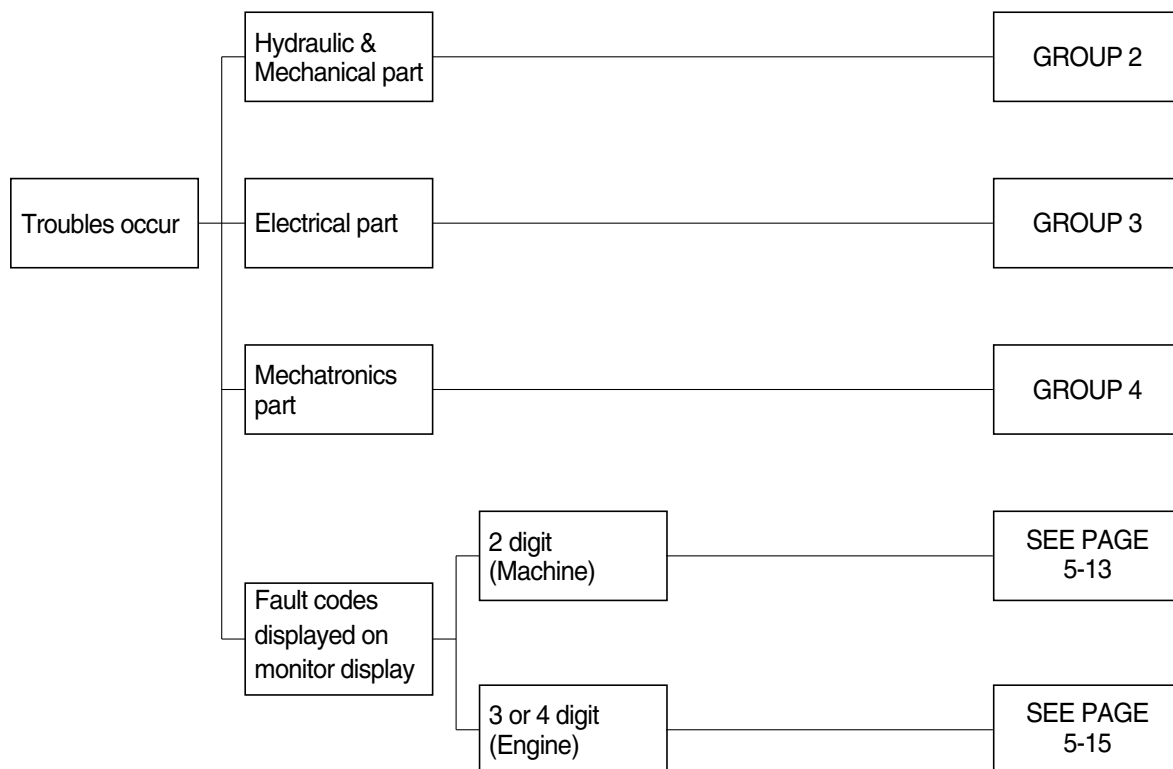 Hydraulic &
Mechanical part
GROUP 2
Troubles occur
Electrical part
GROUP 3
Mechatronics
part
GROUP 4
2 digit
(Machine)
SEE PAGE
5-13
Fault codes
displayed on
monitor display
3 or 4 digit
(Engine)
SEE PAGE
5-15